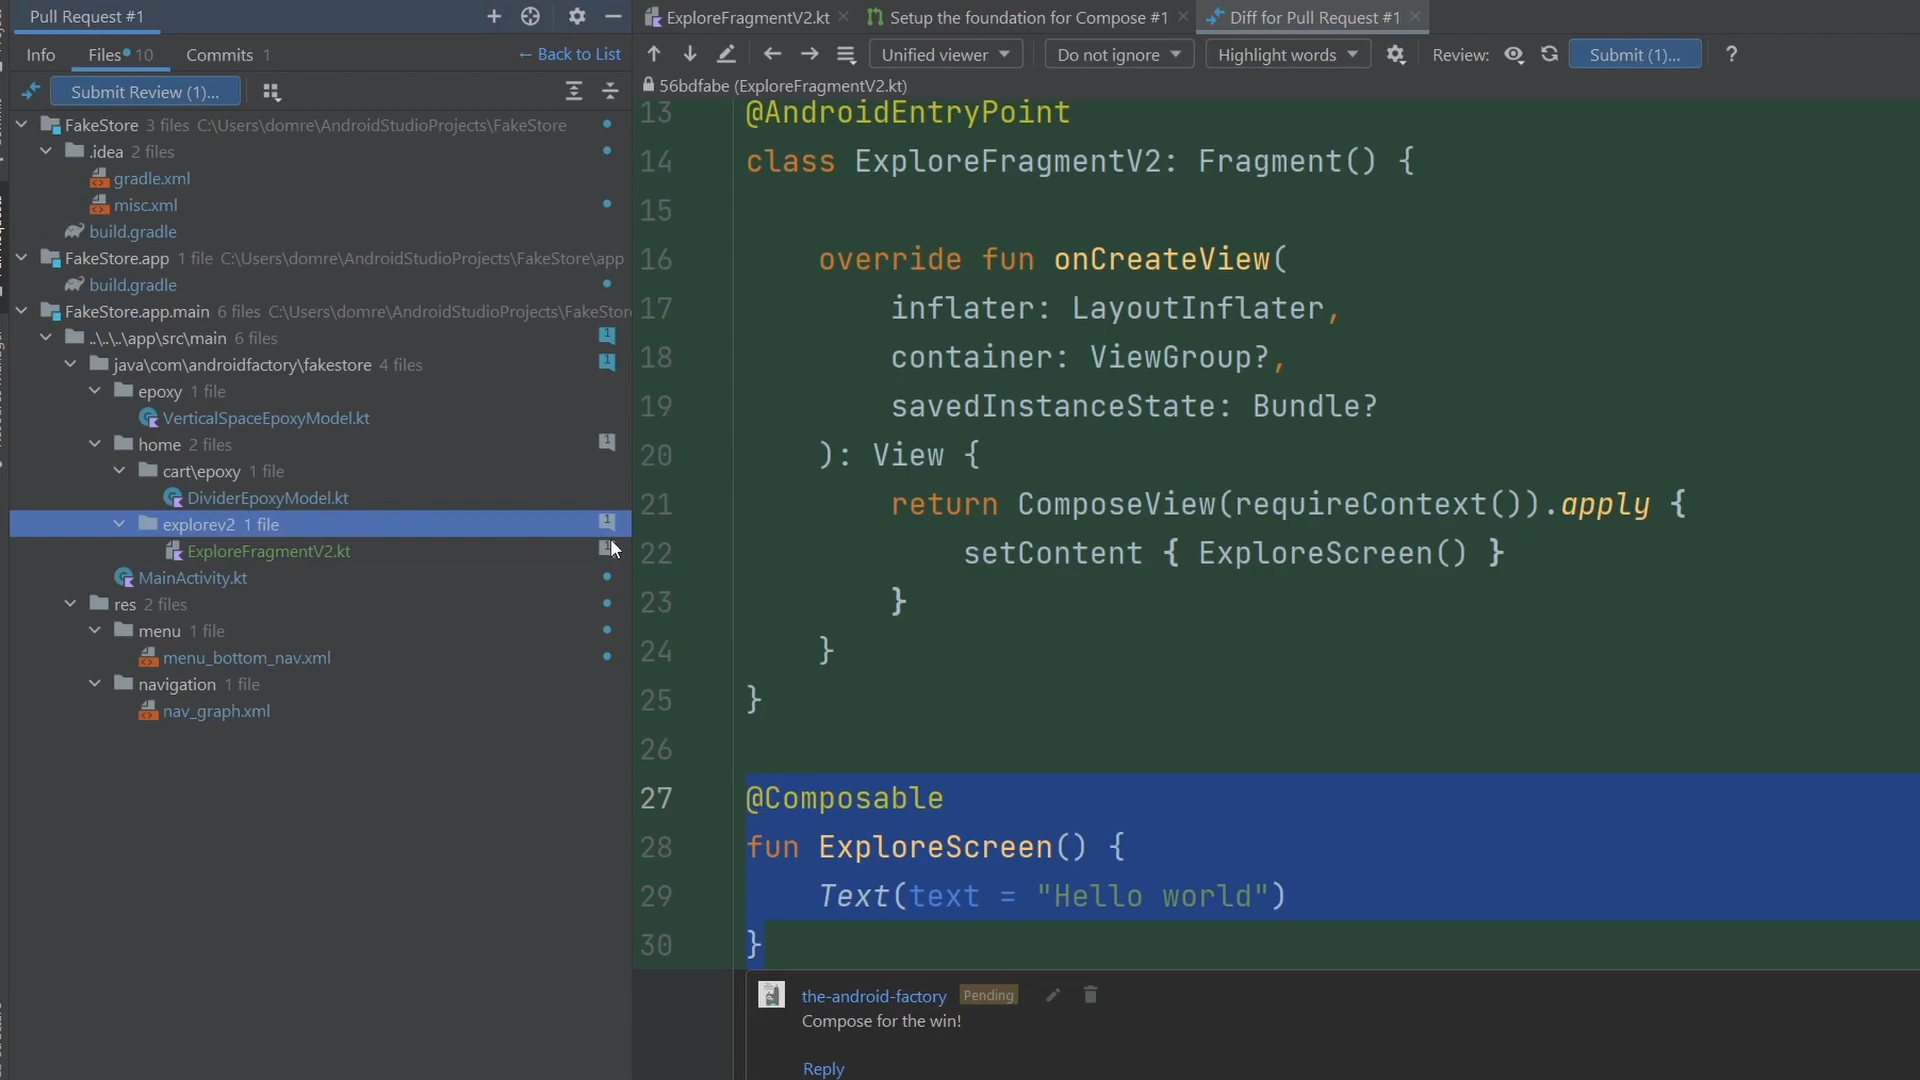 Pull Request #1
Info Files 10 Commits 1 ← Back to List
Submit Review (1)...
FakeStore 3 files C:\Users\domre\AndroidStudioProjects\FakeStore
.idea 2 files
gradle.xml
misc.xml
build.gradle
FakeStore.app 1 file C:\Users\domre\AndroidStudioProjects\FakeStore\app
build.gradle
FakeStore.app.main 6 files C:\Users\domre\AndroidStudioProjects\FakeStore
..\..\..\app\src\main 6 files 1
java\com\androidfactory\fakestore 4 files 1
epoxy 1 file
VerticalSpaceEpoxyModel.kt
home 2 files 1
cart\epoxy 1 file
DividerEpoxyModel.kt
explorev2 1 file 1
ExploreFragmentV2.kt
MainActivity.kt
res 2 files
menu 1 file
menu_bottom_nav.xml
navigation 1 file
nav_graph.xml
ExploreFragmentV2.kt Setup the foundation for Compose #1 Diff for Pull Request #1
Unified viewer Do not ignore Highlight words Review: Submit (1)... ?
56bdfabe (ExploreFragmentV2.kt)
13 @AndroidEntryPoint
14 class ExploreFragmentV2: Fragment() {
15
16 override fun onCreateView(
17 inflater: LayoutInflater,
18 container: ViewGroup?,
19 savedInstanceState: Bundle?
20 ): View {
21 return ComposeView(requireContext()).apply {
22 setContent { ExploreScreen() }
23 }
24 }
25 }
26
27 @Composable
28 fun ExploreScreen() {
29 Text(text = "Hello world")
30 }
the-android-factory Pending
Compose for the win!
Reply